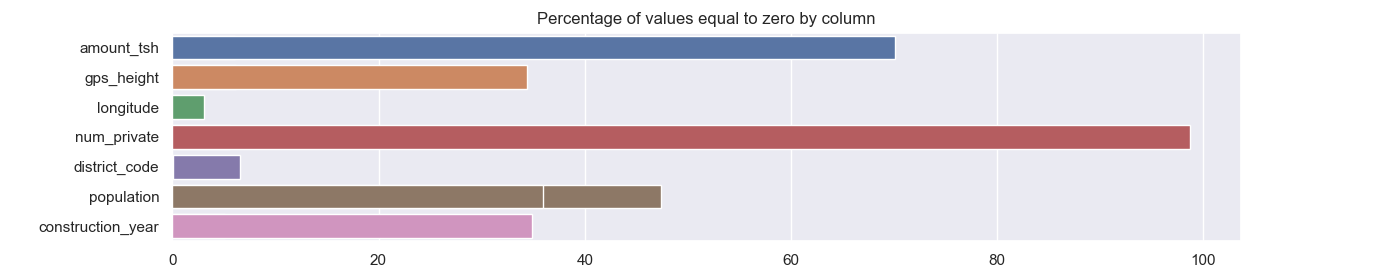 Percentage of values equal to zero by column
amount_tsh
gps_height
longitude
num_private
district_code
population
construction_year
0 20 40 60 80 100